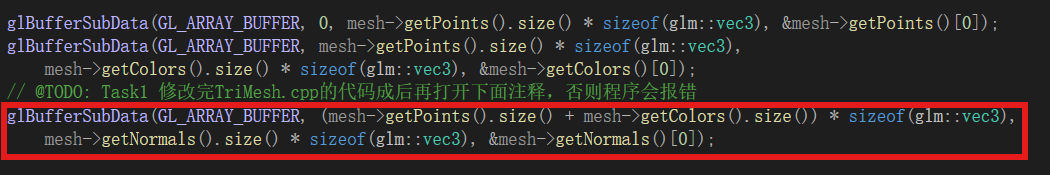 glBufferSubData(GL_ARRAY_BUFFER, 0, mesh->getPoints().size() * sizeof(glm::vec3), &mesh->getPoints()[0]);
glBufferSubData(GL_ARRAY_BUFFER, mesh->getPoints().size() * sizeof(glm::vec3),
mesh->getColors().size() * sizeof(glm::vec3), &mesh->getColors()[0]);
// @TODO: Task1 修改完TriMesh.cpp的代码成后再打开下面注释，否则程序会报错
glBufferSubData(GL_ARRAY_BUFFER, (mesh->getPoints().size() + mesh->getColors().size()) * sizeof(glm::vec3),
mesh->getNormals().size() * sizeof(glm::vec3), &mesh->getNormals()[0]);